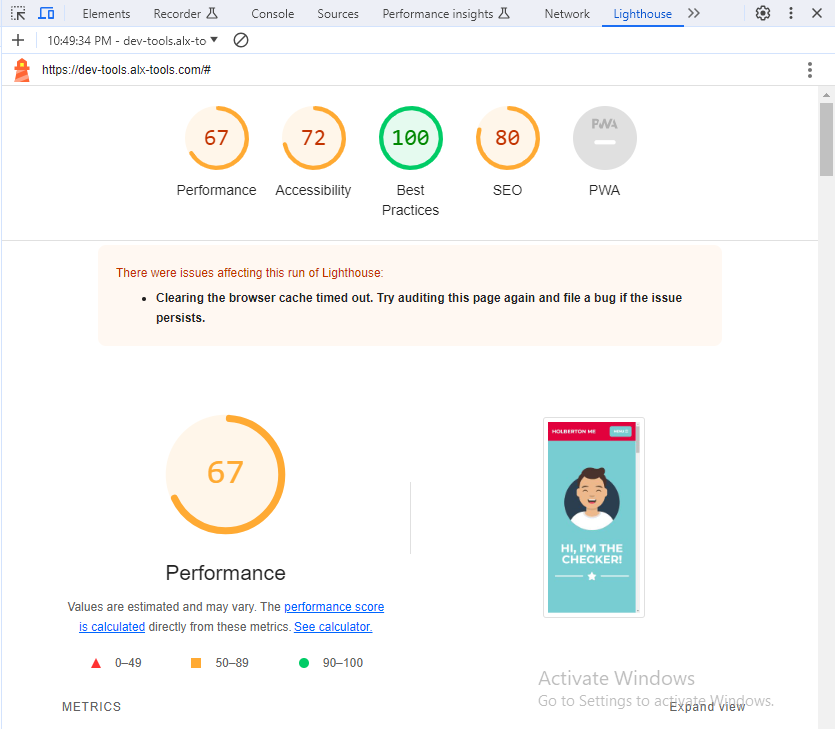 Elements Recorder Console Sources Performance insights Network Lighthouse
10:49:34 PM - dev-tools.alx-to
https://dev-tools.alx-tools.com/#
67 72 100 80 PWA
Performance Accessibility Best Practices SEO PWA
There were issues affecting this run of Lighthouse:
• Clearing the browser cache timed out. Try auditing this page again and file a bug if the issue
persists.
67
HOLBERTON ME
HI, I'M THE
CHECKER!
Performance
Values are estimated and may vary. The performance score
is calculated directly from these metrics. See calculator.
0–49 50–89 90–100
Activate Windows
Go to Settings to activate Windows.
METRICS Expand view